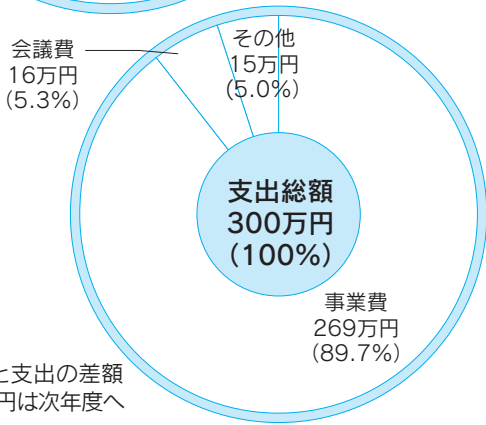 会議費
16万円
(5.3%)
その他
15万円
(5.0%)
支出総額
300万円
(100%)
事業費
269万円
(89.7%)
と支出の差額
円は次年度へ